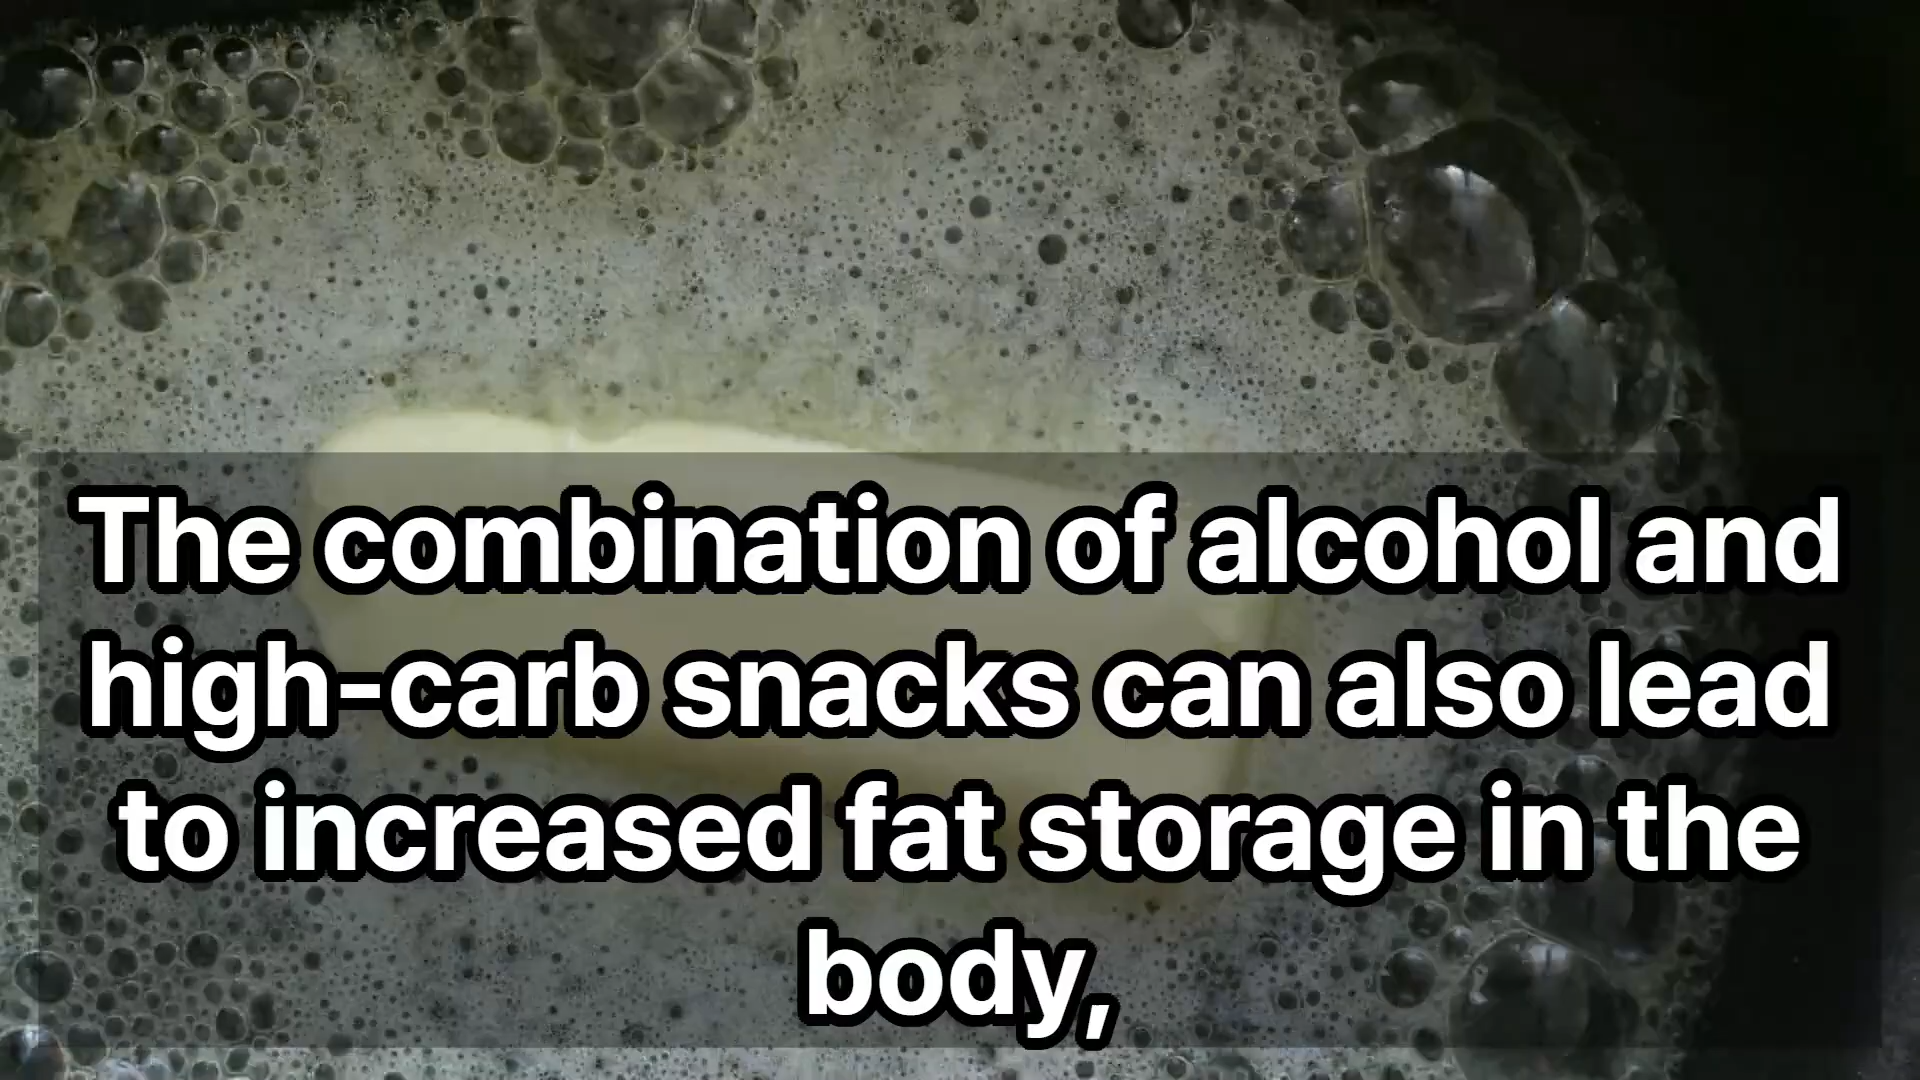 The combination of alcohol and
high-carb snacks can also lead
to increased fat storage in the
body,